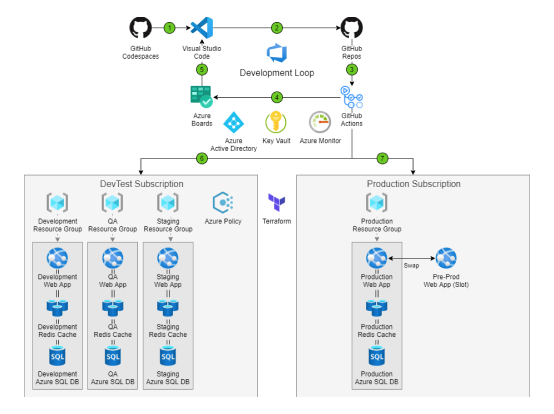 1
2
GitHub
Codespaces
Visual Studio
Code
GitHub
Repos
Development Loop
5
3
4
Azure
Boards
GitHub
Actions
Azure
Active Directory
Key Vault
Azure Monitor
6
7
DevTest Subscription
Production Subscription
Development
Resource Group
QA
Resource Group
Staging
Resource Group
Azure Policy
Terraform
Production
Resource Group
Development
Web App
QA
Web App
Staging
Web App
Production
Web App
Swap
Pre-Prod
Web App (Slot)
Development
Redis Cache
QA
Redis Cache
Staging
Redis Cache
Production
Redis Cache
SQL
SQL
SQL
SQL
Development
Azure SQL DB
QA
Azure SQL DB
Staging
Azure SQL DB
Production
Azure SQL DB